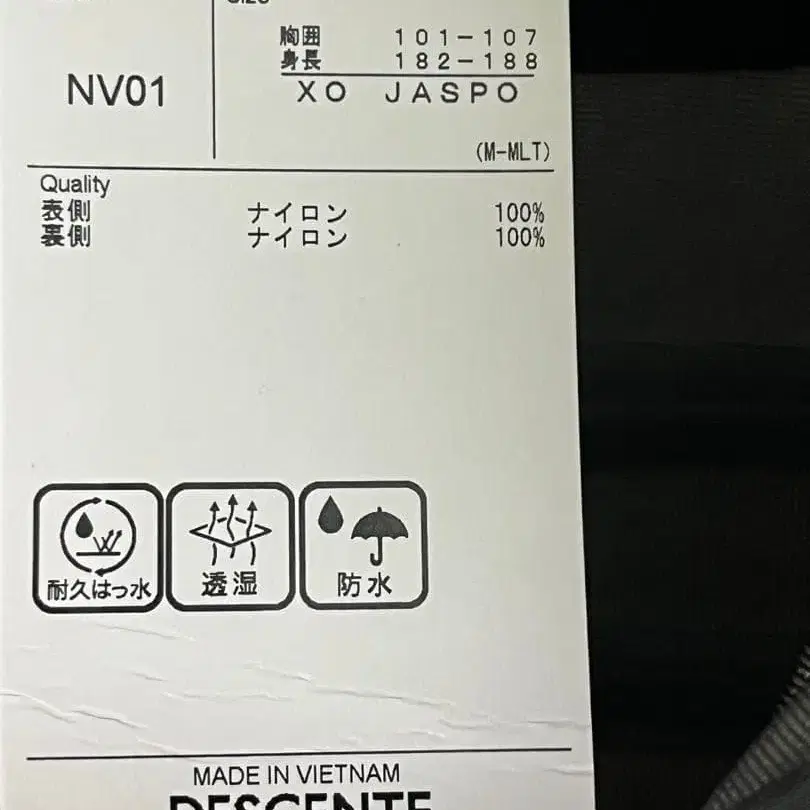 Size
胸囲 101-107
身長 182-188
NV01
XO JASPO
(M-MLT)
Quality
表側 ナイロン 100%
裏側 ナイロン 100%
耐久はっ水
透湿
防水
MADE IN VIETNAM
DESCENTE